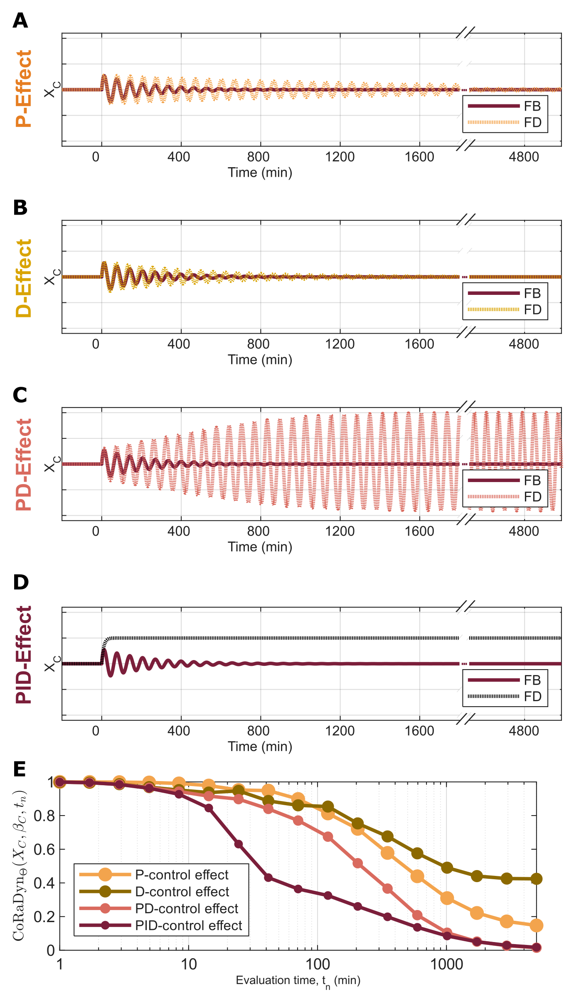 A
P-Effect
X_C
FB
FD
0 400 800 1200 1600 4800
Time (min)
B
D-Effect
X_C
FB
FD
0 400 800 1200 1600 4800
Time (min)
C
PD-Effect
X_C
FB
FD
0 400 800 1200 1600 4800
Time (min)
D
PID-Effect
X_C
FB
FD
0 400 800 1200 1600 4800
Time (min)
E
CoRaDyn_Θ(X_C, β_C, t_n)
1
0.8
0.6
0.4
0.2
0
P-control effect
D-control effect
PD-control effect
PID-control effect
1 10 100 1000
Evaluation time, t_n (min)